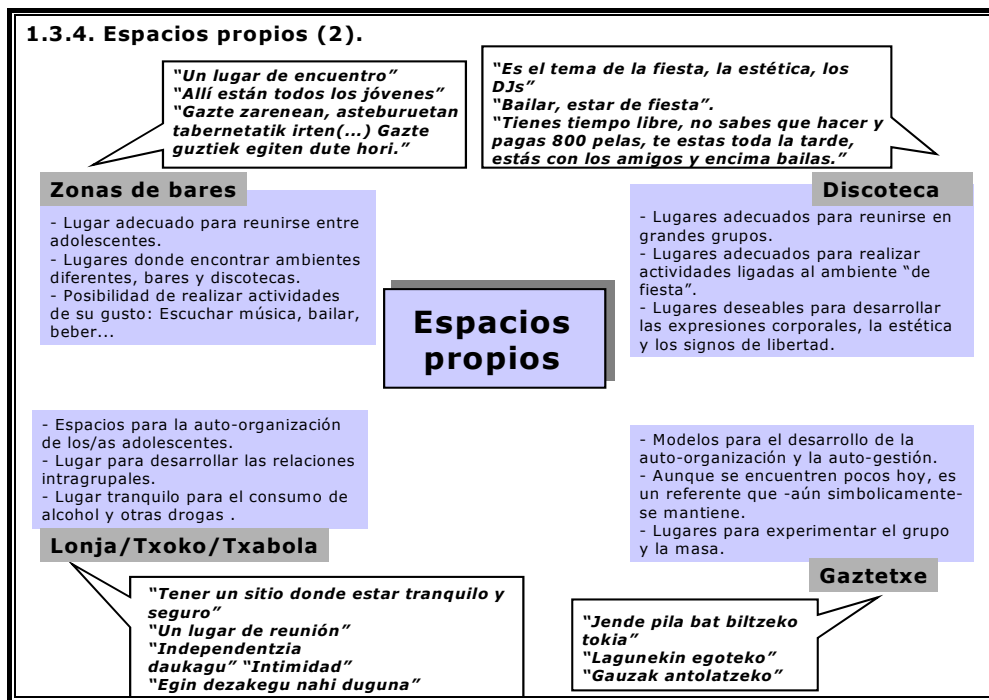 1.3.4. Espacios propios (2).
“Un lugar de encuentro”
“Allí están todos los jóvenes”
“Gazte zarenean, asteburuetan
tabernetatik irten(...) Gazte
guztiek egiten dute hori.”
“Es el tema de la fiesta, la estética, los
DJs”
“Bailar, estar de fiesta”.
“Tienes tiempo libre, no sabes que hacer y
pagas 800 pelas, te estas toda la tarde,
estás con los amigos y encima bailas.”
Zonas de bares
- Lugar adecuado para reunirse entre
adolescentes.
- Lugares donde encontrar ambientes
diferentes, bares y discotecas.
- Posibilidad de realizar actividades
de su gusto: Escuchar música, bailar,
beber...
Discoteca
- Lugares adecuados para reunirse en
grandes grupos.
- Lugares adecuados para realizar
actividades ligadas al ambiente “de
fiesta”.
- Lugares deseables para desarrollar
las expresiones corporales, la estética
y los signos de libertad.
Espacios
propios
- Espacios para la auto-organización
de los/as adolescentes.
- Lugar para desarrollar las relaciones
intragrupales.
- Lugar tranquilo para el consumo de
alcohol y otras drogas .
Lonja/Txoko/Txabola
- Modelos para el desarrollo de la
auto-organización y la auto-gestión.
- Aunque se encuentren pocos hoy, es
un referente que -aún simbolicamente-
se mantiene.
- Lugares para experimentar el grupo
y la masa.
Gaztetxe
“Tener un sitio donde estar tranquilo y
seguro”
“Un lugar de reunión”
“Independentzia
daukagu” “Intimidad”
“Egin dezakegu nahi duguna”
“Jende pila bat biltzeko
tokia”
“Lagunekin egoteko”
“Gauzak antolatzeko”